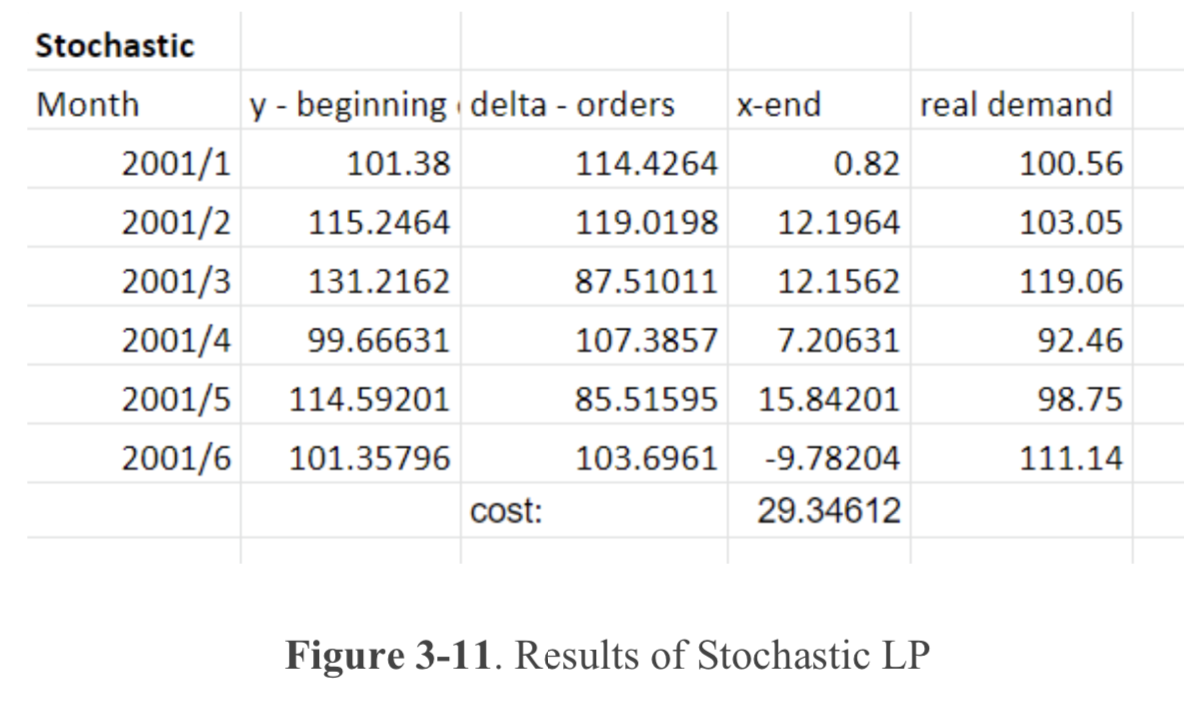 Stochastic
Month y - beginning delta - orders x-end real demand
2001/1 101.38 114.4264 0.82 100.56
2001/2 115.2464 119.0198 12.1964 103.05
2001/3 131.2162 87.51011 12.1562 119.06
2001/4 99.66631 107.3857 7.20631 92.46
2001/5 114.59201 85.51595 15.84201 98.75
2001/6 101.35796 103.6961 -9.78204 111.14
cost: 29.34612
Figure 3-11. Results of Stochastic LP